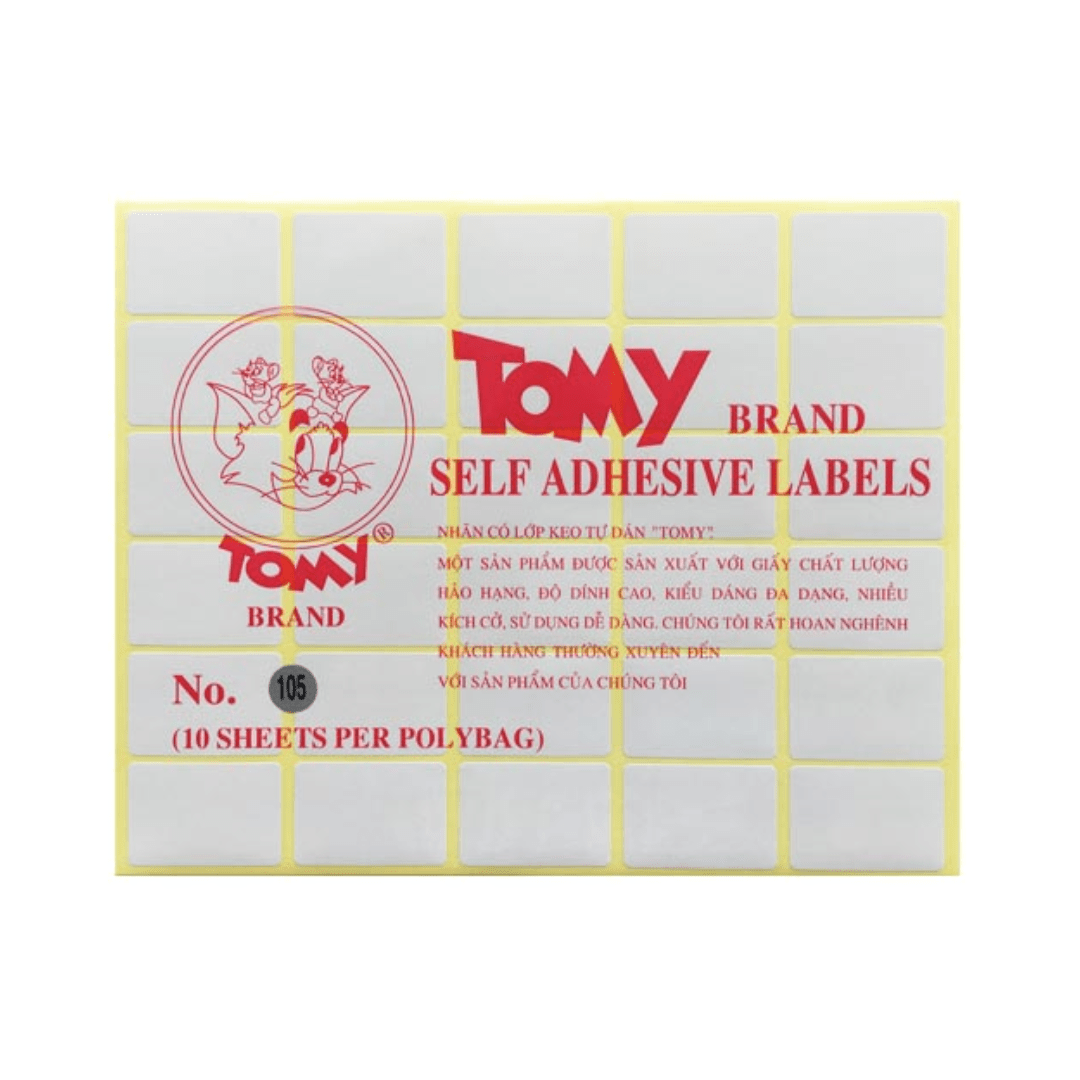 TOMY BRAND
SELF ADHESIVE LABELS
NHÃN CÓ LỚP KEO TỰ DÁN "TOMY".
MỘT SẢN PHẨM ĐƯỢC SẢN XUẤT VỚI GIẤY CHẤT LƯỢNG
HẢO HẠNG, ĐỘ DÍNH CAO, KIỂU DÁNG ĐA DẠNG, NHIỀU
KÍCH CỞ, SỬ DỤNG DỄ DÀNG. CHÚNG TÔI RẤT HOAN NGHÊNH
KHÁCH HÀNG THƯỜNG XUYÊN ĐẾN
VỚI SẢN PHẨM CỦA CHÚNG TÔI
TOMY®
BRAND
No. 105
(10 SHEETS PER POLYBAG)